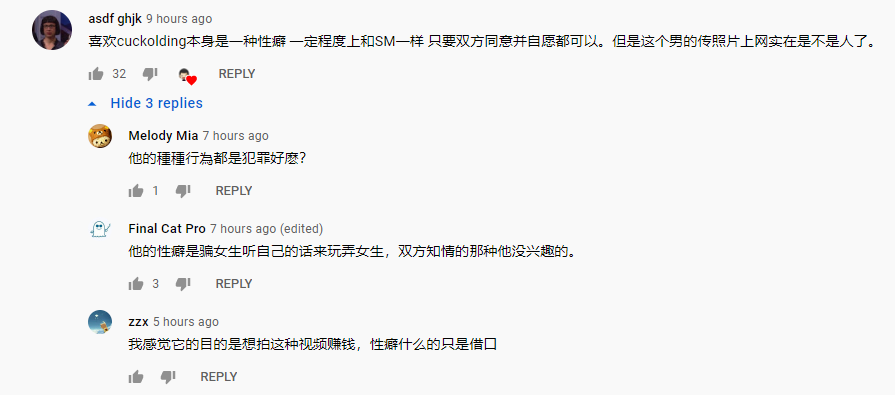 asdf ghjk 9 hours ago
喜欢cuckolding本身是一种性癖 一定程度上和SM一样 只要双方同意并自愿都可以。但是这个男的传照片上网实在是不是人了。
32 REPLY
Hide 3 replies
Melody Mia 7 hours ago
他的種種行為都是犯罪好麽？
1 REPLY
Final Cat Pro 7 hours ago (edited)
他的性癖是骗女生听自己的话来玩弄女生，双方知情的那种他没兴趣的。
3 REPLY
zzx 5 hours ago
我感觉它的目的是想拍这种视频赚钱，性癖什么的只是借口
REPLY